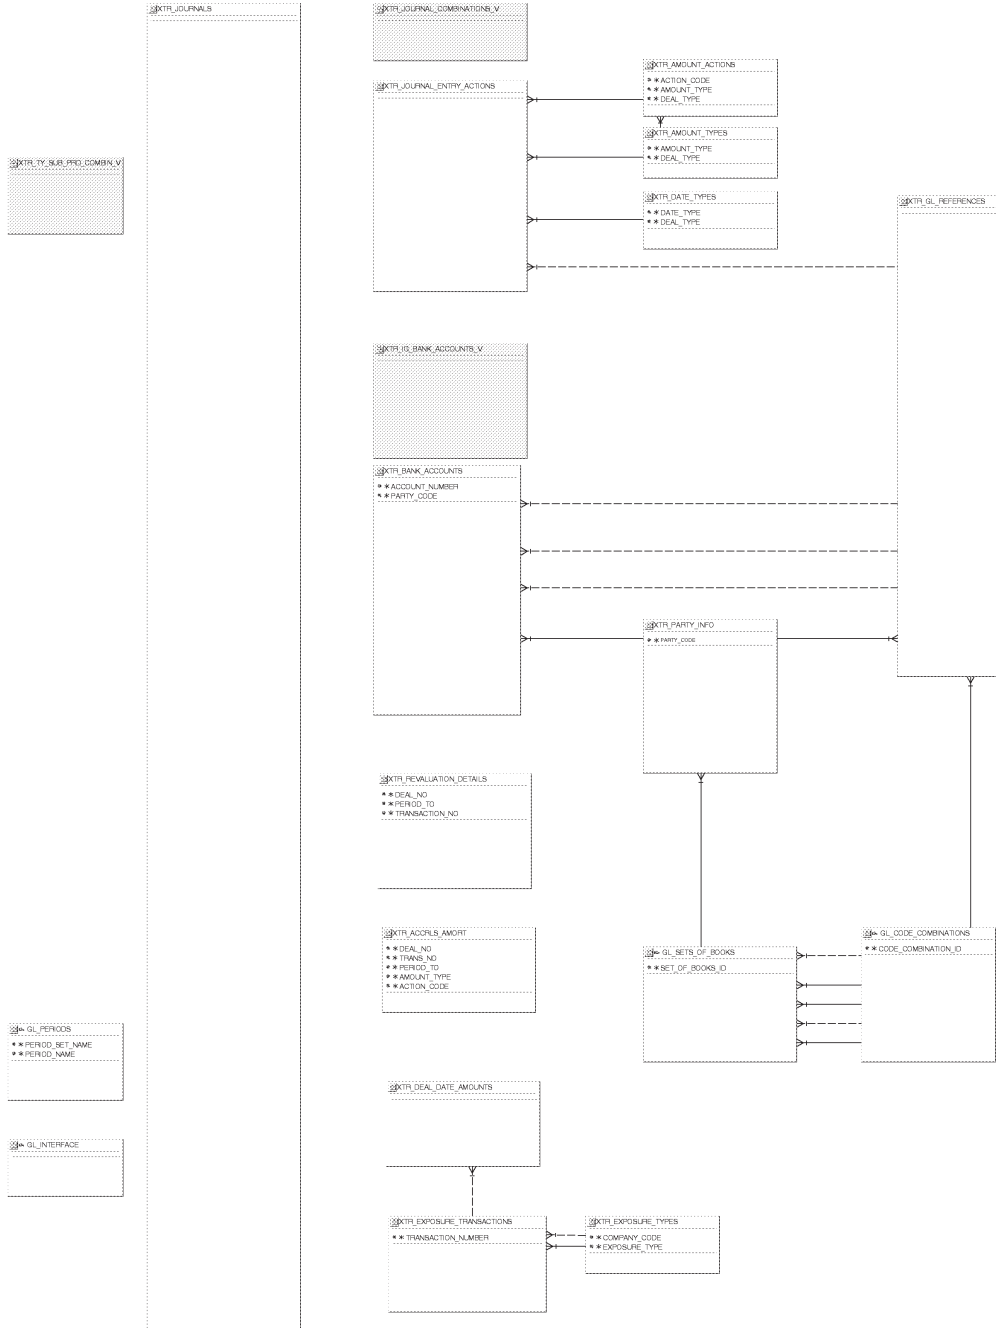 XTR_JOURNALS
XTR_JOURNAL_COMBINATIONS_V
XTR_JOURNAL_ENTRY_ACTIONS
XTR_AMOUNT_ACTIONS
* * ACTION_CODE
* * AMOUNT_TYPE
* * DEAL_TYPE
XTR_AMOUNT_TYPES
* * AMOUNT_TYPE
* * DEAL_TYPE
XTR_TY_SUB_PRO_COMBIN_V
XTR_DATE_TYPES
* * DATE_TYPE
* * DEAL_TYPE
XTR_GL_REFERENCES
XTR_IG_BANK_ACCOUNTS_V
XTR_BANK_ACCOUNTS
* * ACCOUNT_NUMBER
* * PARTY_CODE
XTR_PARTY_INFO
* * PARTY_CODE
XTR_REVALUATION_DETAILS
* * DEAL_NO
* * PERIOD_TO
* * TRANSACTION_NO
XTR_ACCRLS_AMORT
* * DEAL_NO
* * TRANS_NO
* * PERIOD_TO
* * AMOUNT_TYPE
* * ACTION_CODE
GL_SETS_OF_BOOKS
* * SET_OF_BOOKS_ID
GL_CODE_COMBINATIONS
* * CODE_COMBINATION_ID
GL_PERIODS
* * PERIOD_SET_NAME
* * PERIOD_NAME
XTR_DEAL_DATE_AMOUNTS
GL_INTERFACE
XTR_EXPOSURE_TRANSACTIONS
* * TRANSACTION_NUMBER
XTR_EXPOSURE_TYPES
* * COMPANY_CODE
* * EXPOSURE_TYPE